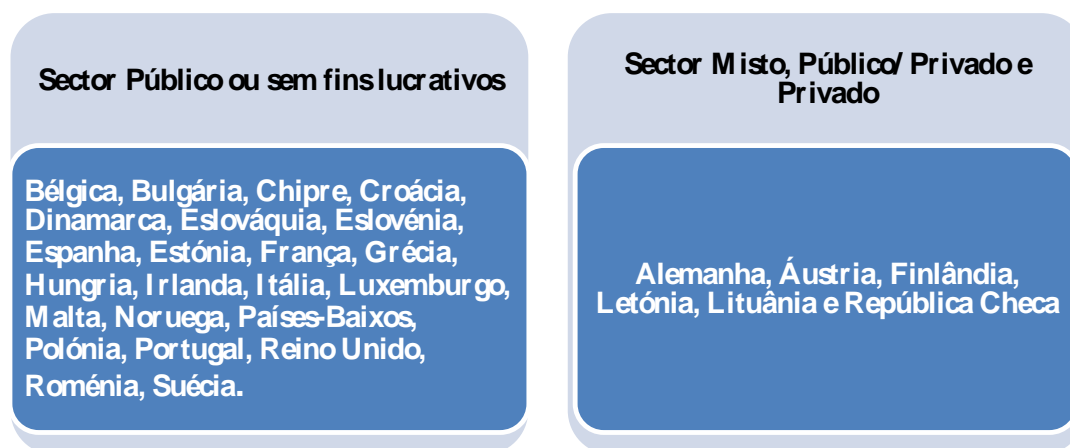 Sector Público ou sem fins lucrativos
Bélgica, Bulgária, Chipre, Croácia,
Dinamarca, Eslováquia, Eslovénia,
Espanha, Estónia, França, Grécia,
Hungria, Irlanda, Itália, Luxemburgo,
Malta, Noruega, Países-Baixos,
Polónia, Portugal, Reino Unido,
Roménia, Suécia.
Sector Misto, Público/ Privado e
Privado
Alemanha, Áustria, Finlândia,
Letónia, Lituânia e República Checa